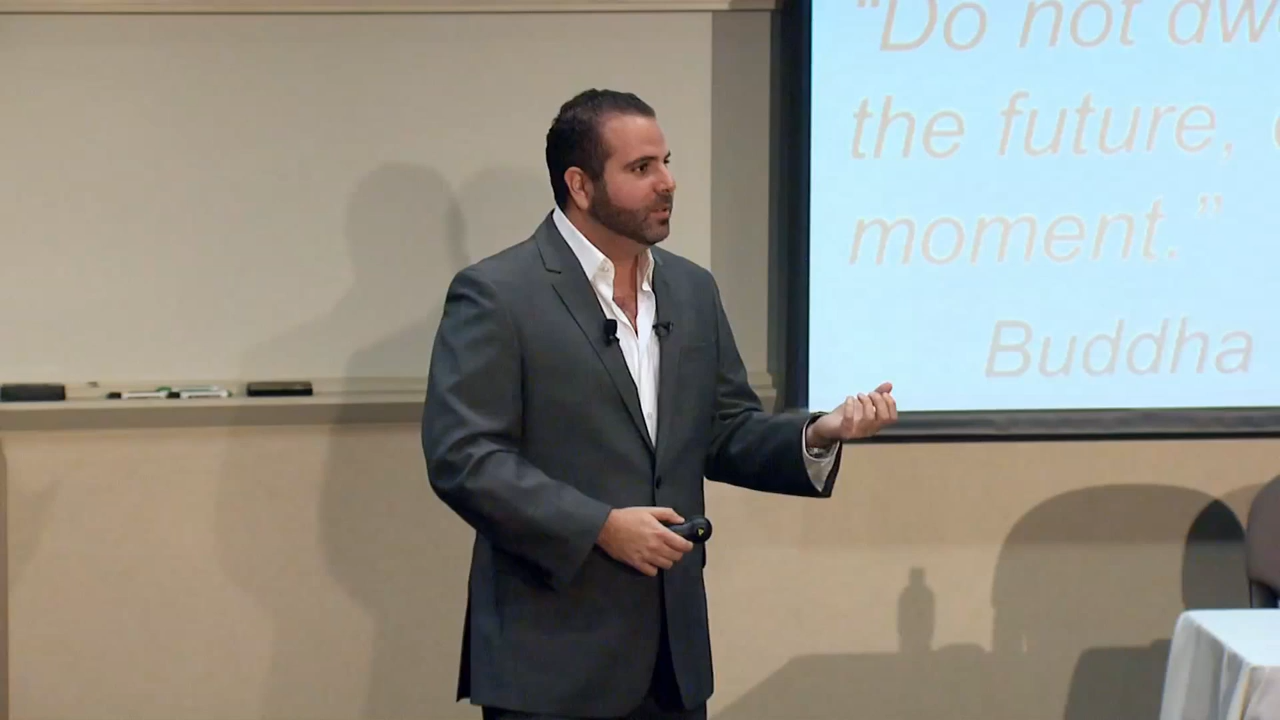 "Do not
the future,
moment."
Buddha